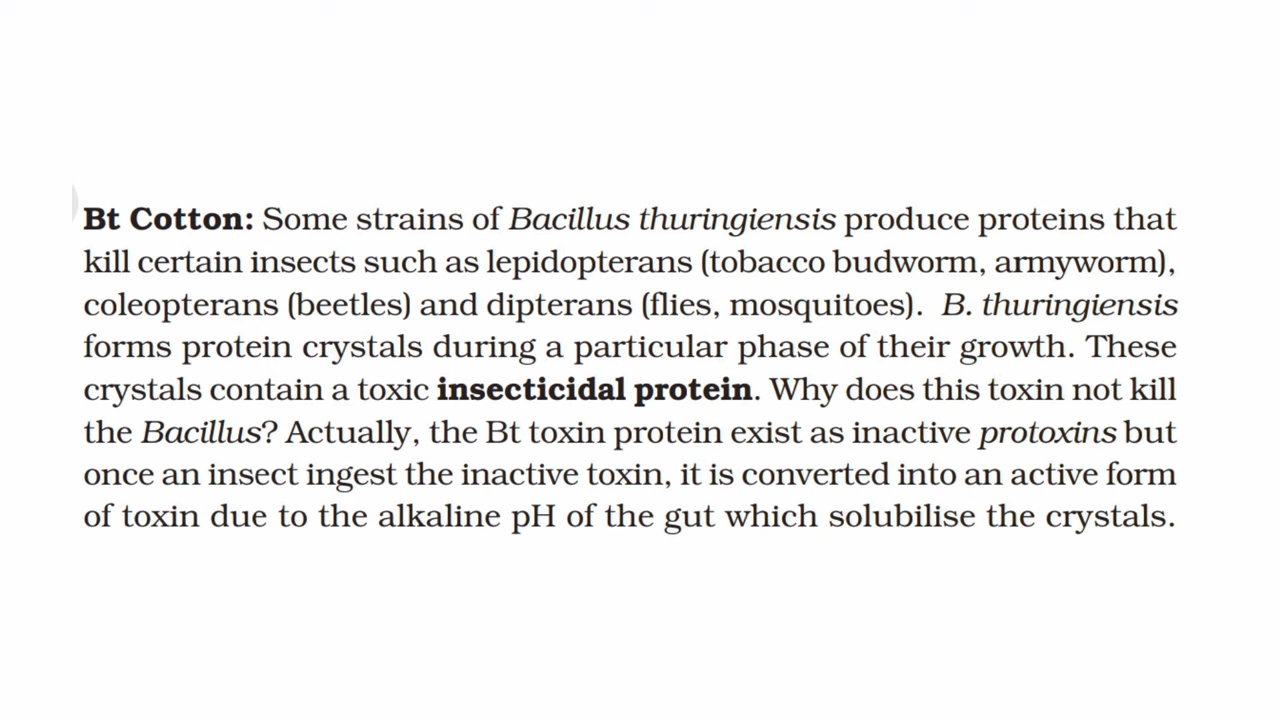 Bt Cotton: Some strains of Bacillus thuringiensis produce proteins that
kill certain insects such as lepidopterans (tobacco budworm, armyworm),
coleopterans (beetles) and dipterans (flies, mosquitoes). B. thuringiensis
forms protein crystals during a particular phase of their growth. These
crystals contain a toxic insecticidal protein. Why does this toxin not kill
the Bacillus? Actually, the Bt toxin protein exist as inactive protoxins but
once an insect ingest the inactive toxin, it is converted into an active form
of toxin due to the alkaline pH of the gut which solubilise the crystals.